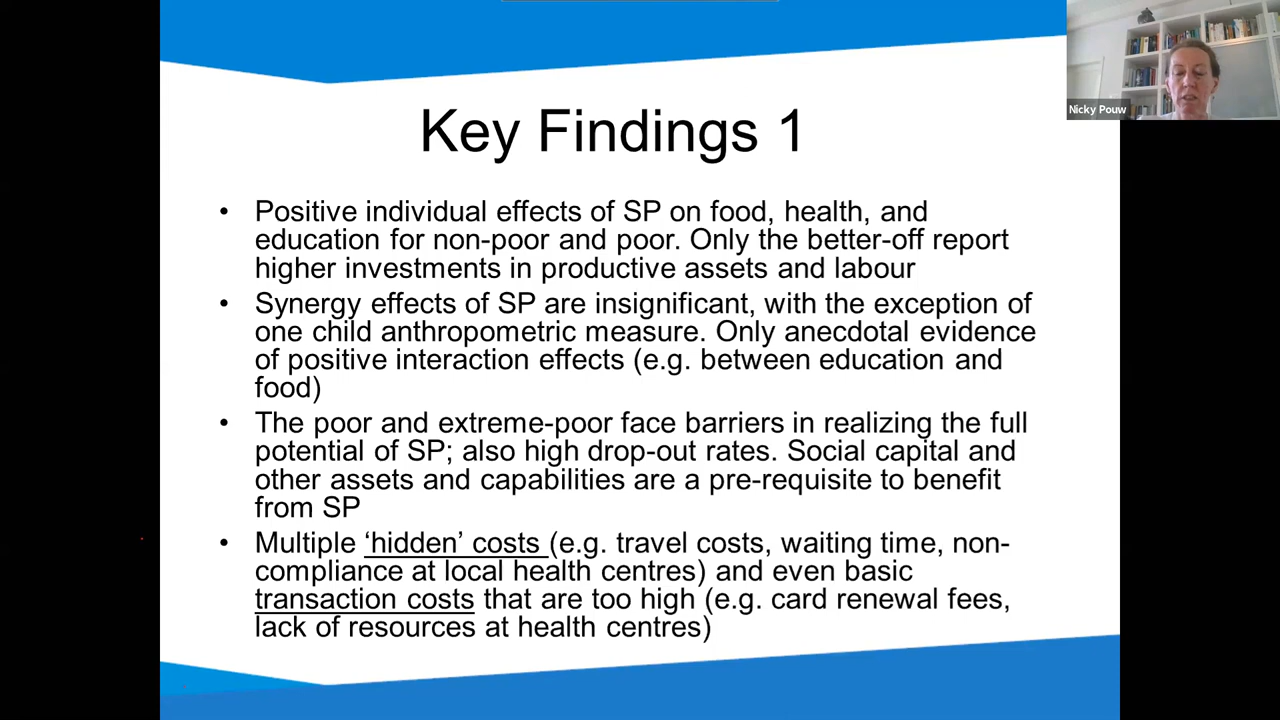 Nicky Pouw
Key Findings 1
• Positive individual effects of SP on food, health, and
education for non-poor and poor. Only the better-off report
higher investments in productive assets and labour
• Synergy effects of SP are insignificant, with the exception of
one child anthropometric measure. Only anecdotal evidence
of positive interaction effects (e.g. between education and
food)
• The poor and extreme-poor face barriers in realizing the full
potential of SP; also high drop-out rates. Social capital and
other assets and capabilities are a pre-requisite to benefit
from SP
• Multiple ‘hidden’ costs (e.g. travel costs, waiting time, non-
compliance at local health centres) and even basic
transaction costs that are too high (e.g. card renewal fees,
lack of resources at health centres)